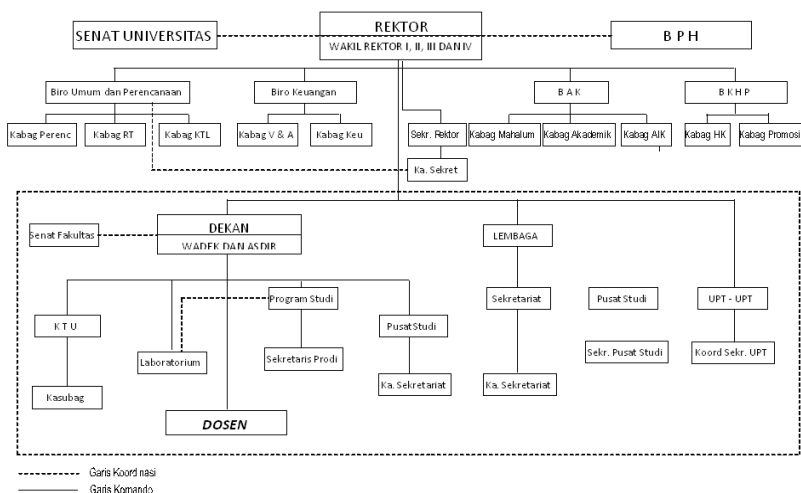 SENAT UNIVERSITAS
REKTOR
WAKIL REKTOR I, II, III DAN IV
B P H
Biro Umum dan Perencanaan
Biro Keuangan
B A K
B K H P
Kabag Perenc
Kabag RT
Kabag KTL
Kabag V & A
Kabag Keu
Sekr. Rektor
Kabag Mahalum
Kabag Akademik
Kabag AIK
Kabag HK
Kabag Promosi
Ka. Sekret
Senat Fakultas
DEKAN
WADEK DAN ASDIR
LEMBAGA
Program Studi
Sekretariat
Pusat Studi
UPT - UPT
K T U
Laboratorium
Sekretaris Prodi
Pusat Studi
Sekr. Pusat Studi
Koord Sekr. UPT
Kasubag
Ka. Sekretariat
Ka. Sekretariat
DOSEN
Garis Koordinasi
Garis Komando